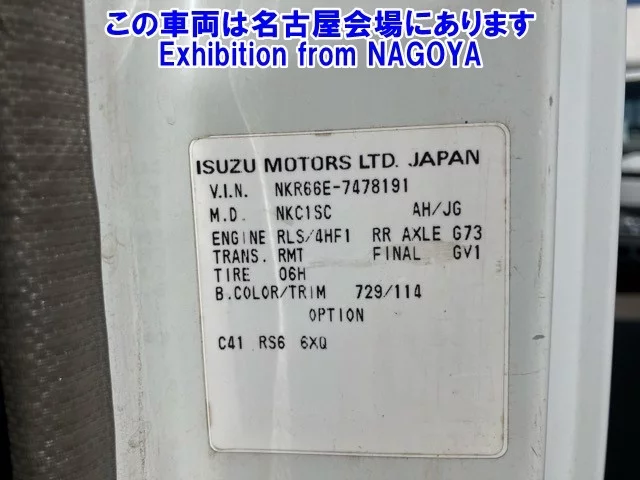 この車両は名古屋会場にあります
Exhibition from NAGOYA
ISUZU MOTORS LTD. JAPAN
V.I.N. NKR66E-7478191
M.D. NKC1SC AH/JG
ENGINE RLS/4HF1 RR AXLE G73
TRANS. RMT FINAL GV1
TIRE 06H
B.COLOR/TRIM 729/114
OPTION
C41 RS6 6XQ